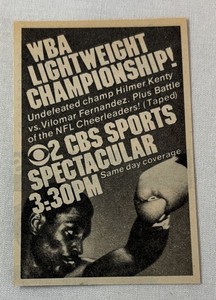 WBA
LIGHTWEIGHT
CHAMPIONSHIP!
Undefeated champ Hilmer Kenty
vs. Vilomar Fernandez. Plus Battle
of the NFL Cheerleaders! (Taped)
2 CBS SPORTS
SPECTACULAR
3:30PM Same day coverage